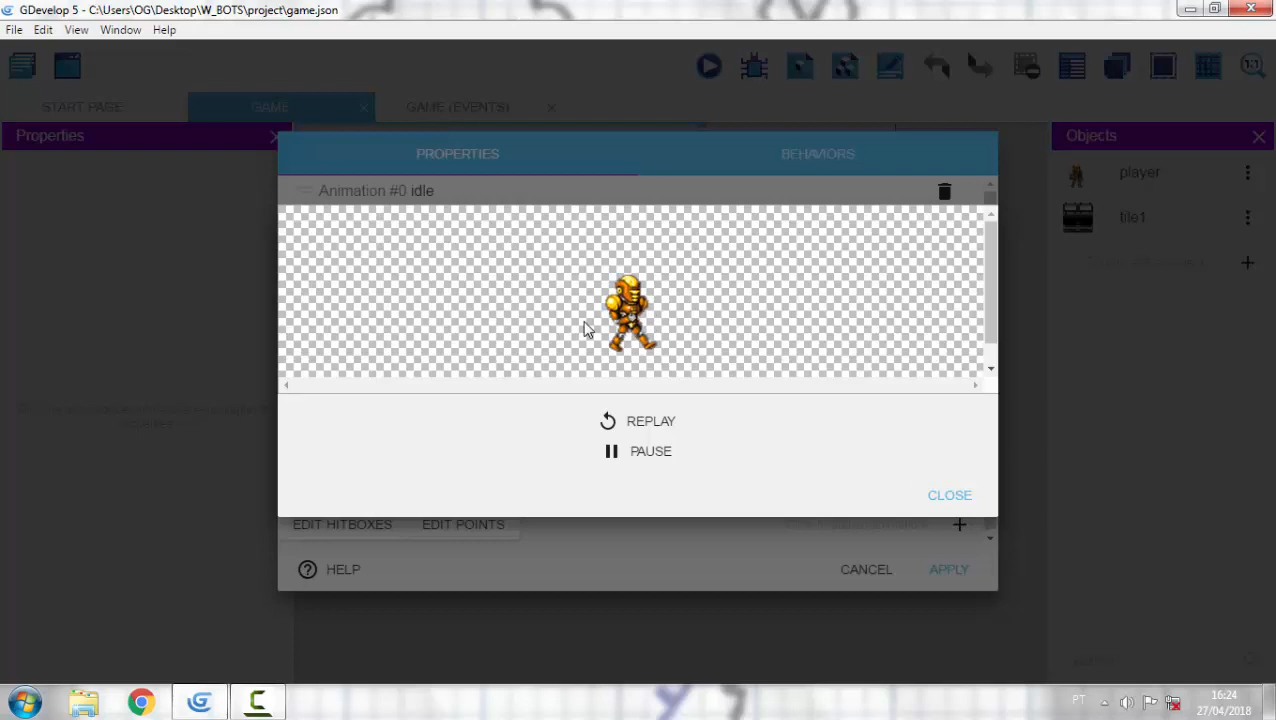 GDevelop 5 - C:\Users\OG\Desktop\W_BOTS\project\game.json
File Edit View Window Help
1:1
START PAGE GAME GAME (EVENTS)
Properties
PROPERTIES BEHAVIORS
Objects
Animation #0 idle
player
tile1
REPLAY
PAUSE
CLOSE
EDIT HITBOXES EDIT POINTS
HELP CANCEL APPLY
PT
16:24
27/04/2018